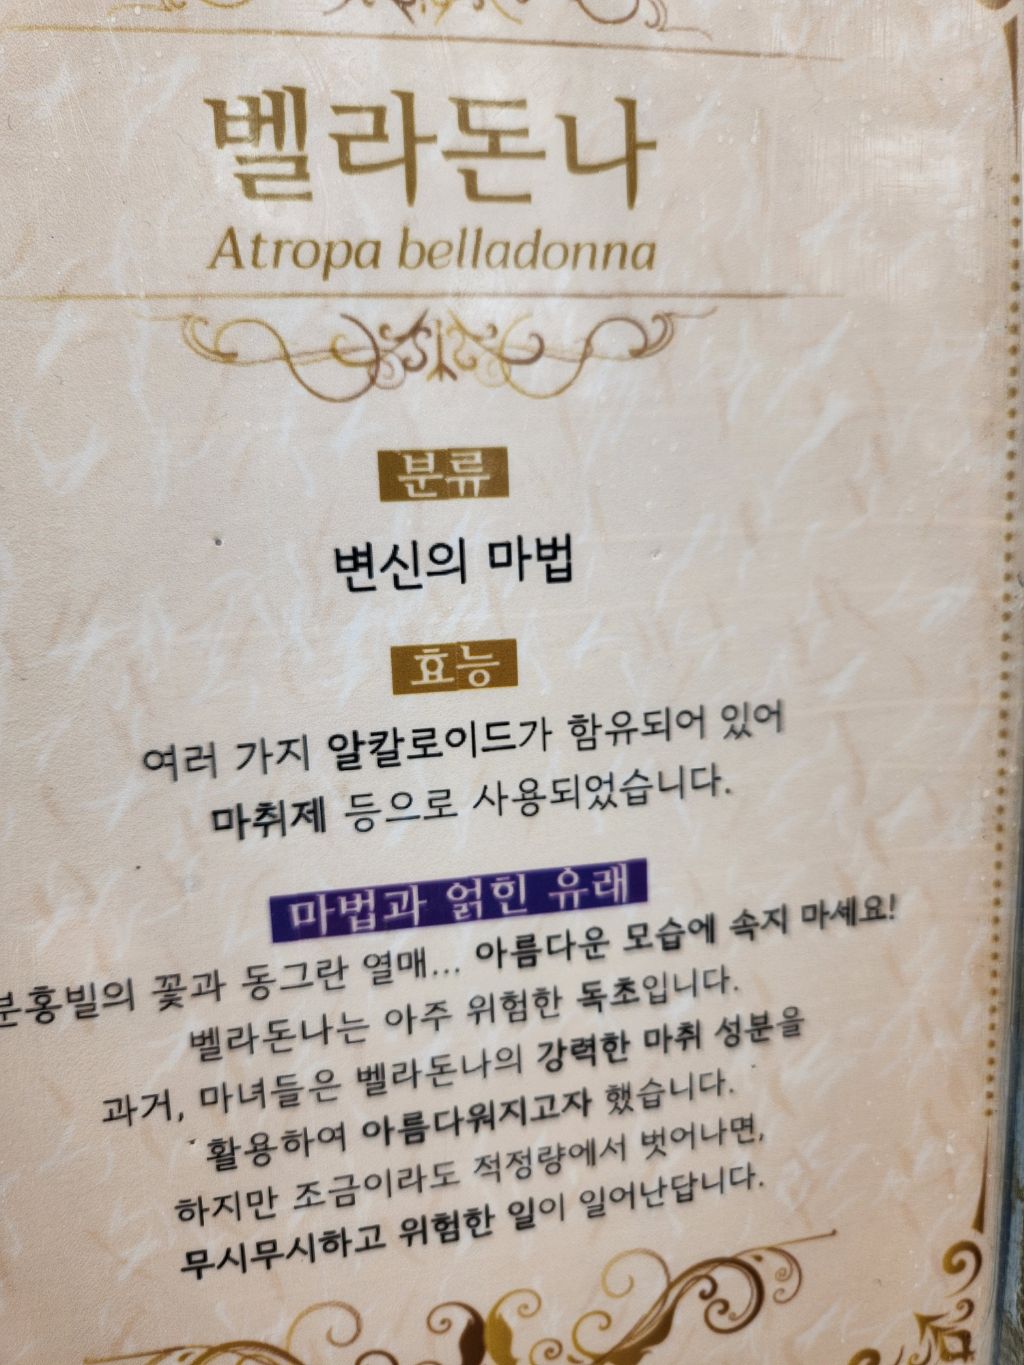 벨라돈나
Atropa belladonna
분류
변신의 마법
효능
여러 가지 알칼로이드가 함유되어 있어
마취제 등으로 사용되었습니다.
마법과 얽힌 유래
분홍빛의 꽃과 동그란 열매... 아름다운 모습에 속지 마세요!
벨라돈나는 아주 위험한 독초입니다.
과거, 마녀들은 벨라돈나의 강력한 마취 성분을
활용하여 아름다워지고자 했습니다.
하지만 조금이라도 적정량에서 벗어나면,
무시무시하고 위험한 일이 일어난답니다.